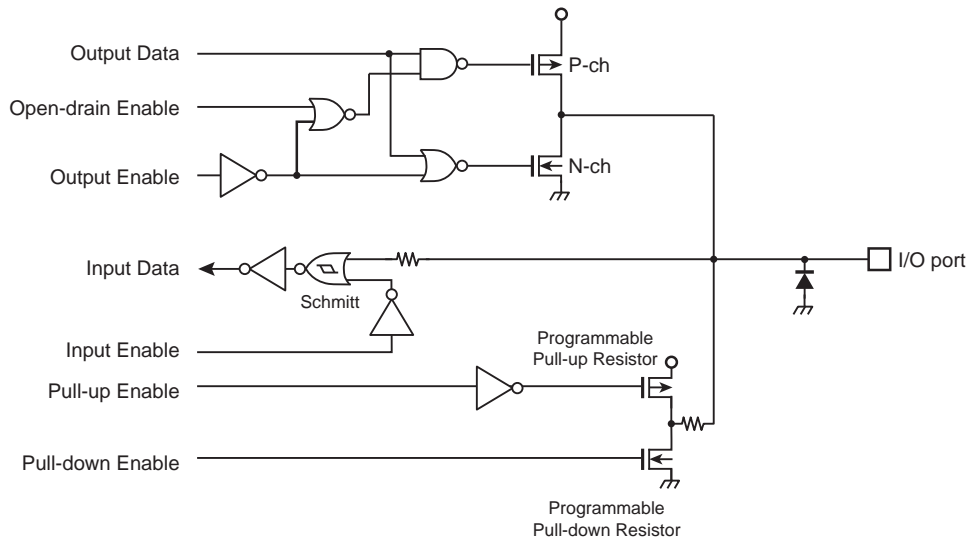 Output Data
P-ch
Open-drain Enable
N-ch
Output Enable
Input Data
I/O port
Schmitt
Input Enable
Programmable
Pull-up Resistor
Pull-up Enable
Pull-down Enable
Programmable
Pull-down Resistor